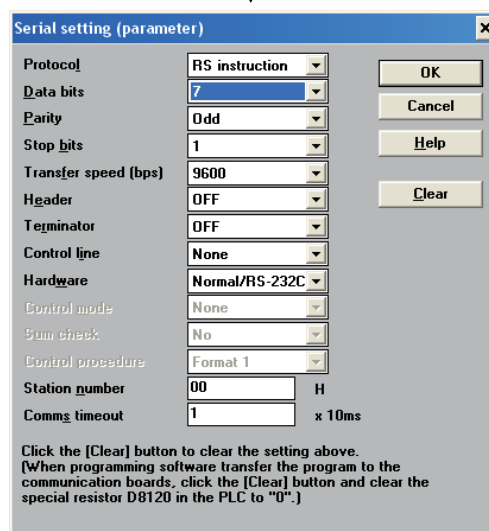 Serial setting (parameter)
Protocol RS instruction OK
Data bits 7 Cancel
Parity Odd
Stop bits 1 Help
Transfer speed (bps) 9600
Header OFF Clear
Terminator OFF
Control line None
Hardware Normal/RS-232C
Control mode None
Sum check No
Control procedure Format 1
Station number 00 H
Comms timeout 1 x 10ms
Click the [Clear] button to clear the setting above.
(When programming software transfer the program to the
communication boards, click the [Clear] button and clear the
special resistor D8120 in the PLC to "0".)